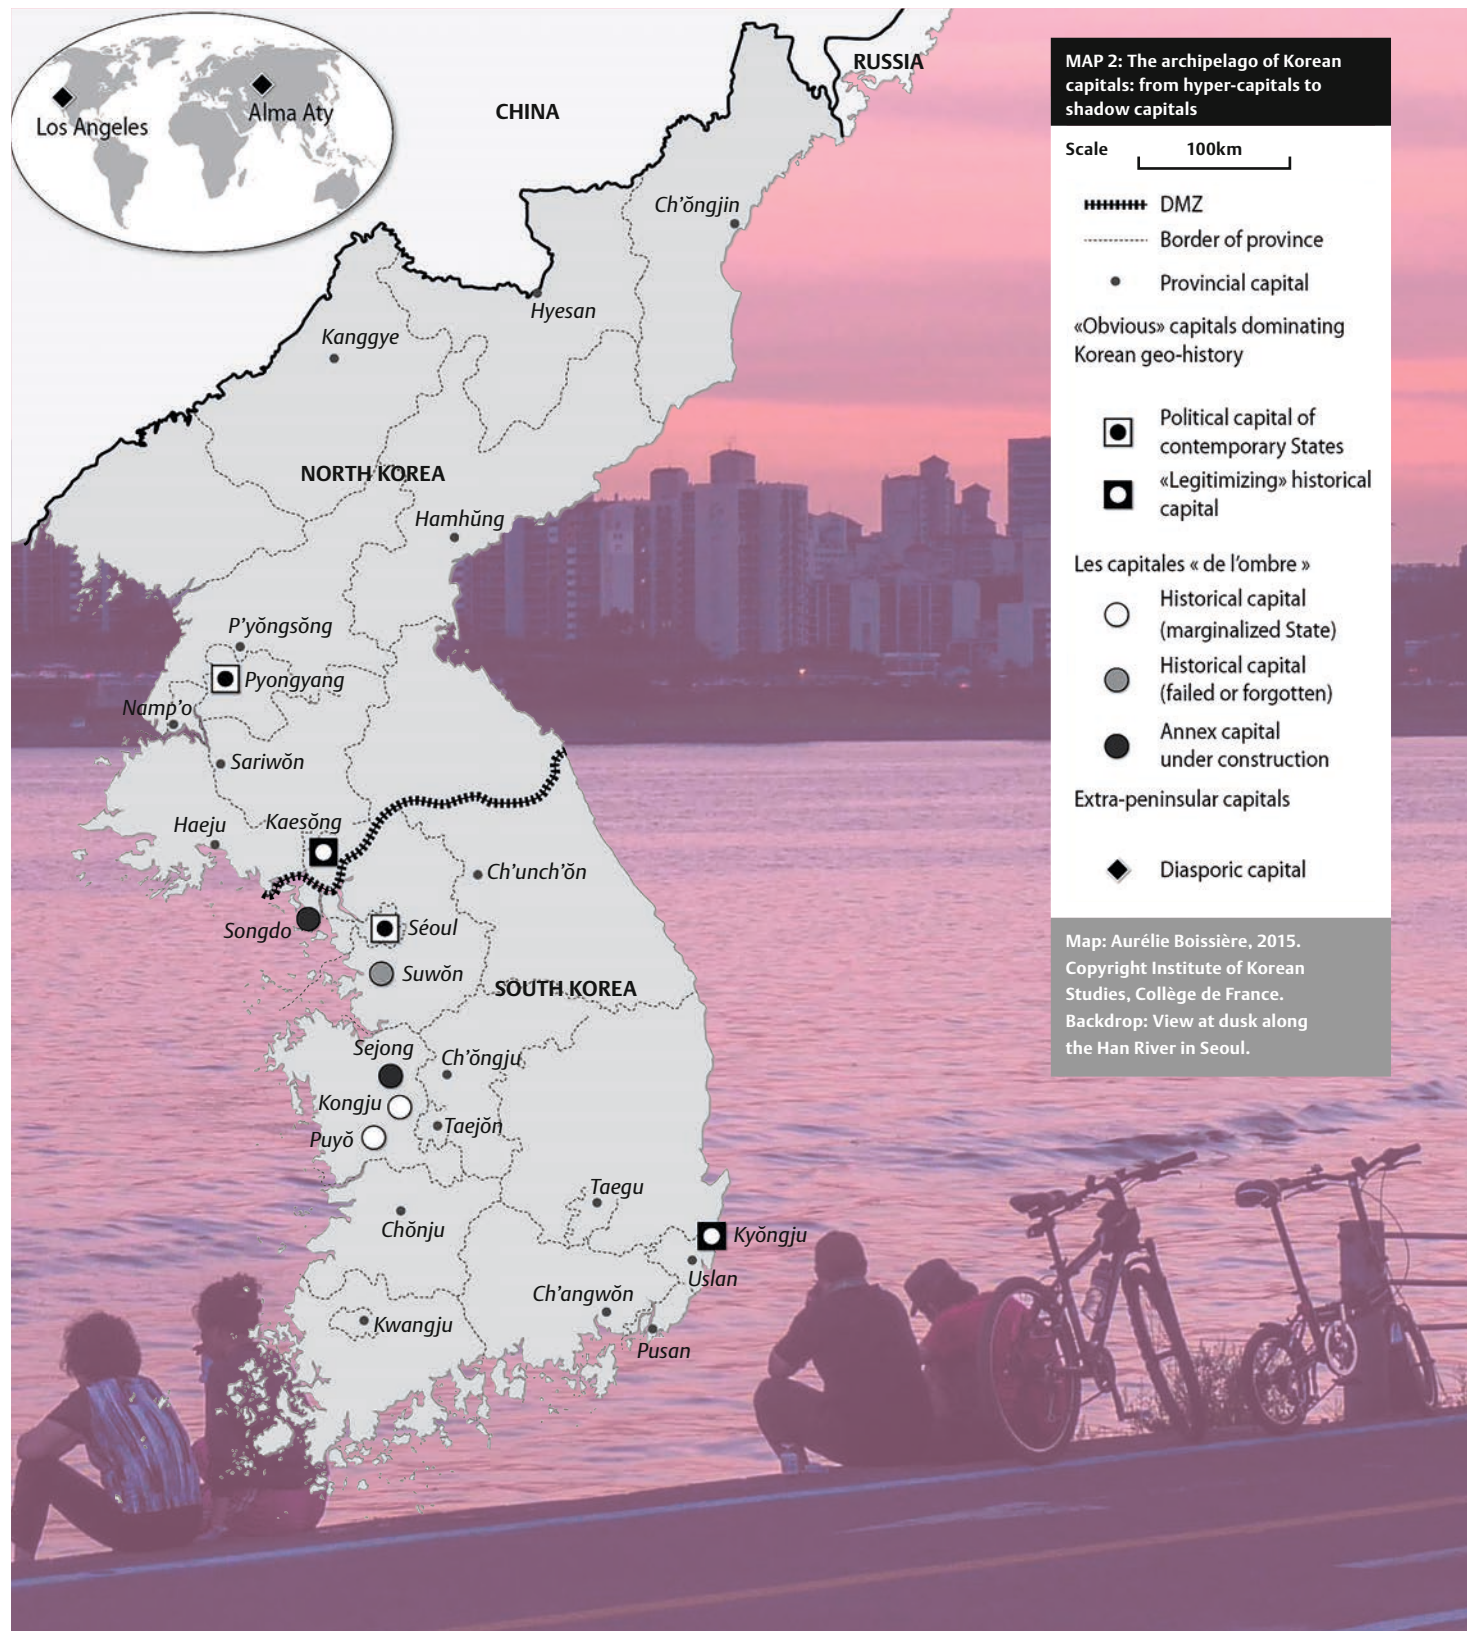 Los Angeles
Alma Aty
CHINA
RUSSIA
Ch’ŏngjin
Hyesan
Kanggye
NORTH KOREA
Hamhŭng
P’yŏngsŏng
Pyongyang
Namp’o
Sariwŏn
Haeju
Kaesŏng
Ch’unch’ŏn
Songdo
Séoul
Suwŏn
SOUTH KOREA
Sejong
Ch’ŏngju
Kongju
Taejŏn
Puyŏ
Taegu
Chŏnju
Kyŏngju
Uslan
Ch’angwŏn
Kwangju
Pusan
MAP 2: The archipelago of Korean
capitals: from hyper-capitals to
shadow capitals
Scale 100km
DMZ
Border of province
Provincial capital
«Obvious» capitals dominating
Korean geo-history
Political capital of
contemporary States
«Legitimizing» historical
capital
Les capitales « de l’ombre »
Historical capital
(marginalized State)
Historical capital
(failed or forgotten)
Annex capital
under construction
Extra-peninsular capitals
Diasporic capital
Map: Aurélie Boissière, 2015.
Copyright Institute of Korean
Studies, Collège de France.
Backdrop: View at dusk along
the Han River in Seoul.